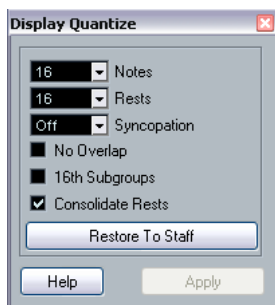 Display Quantize
16 Notes
16 Rests
Off Syncopation
No Overlap
16th Subgroups
Consolidate Rests
Restore To Staff
Help Apply